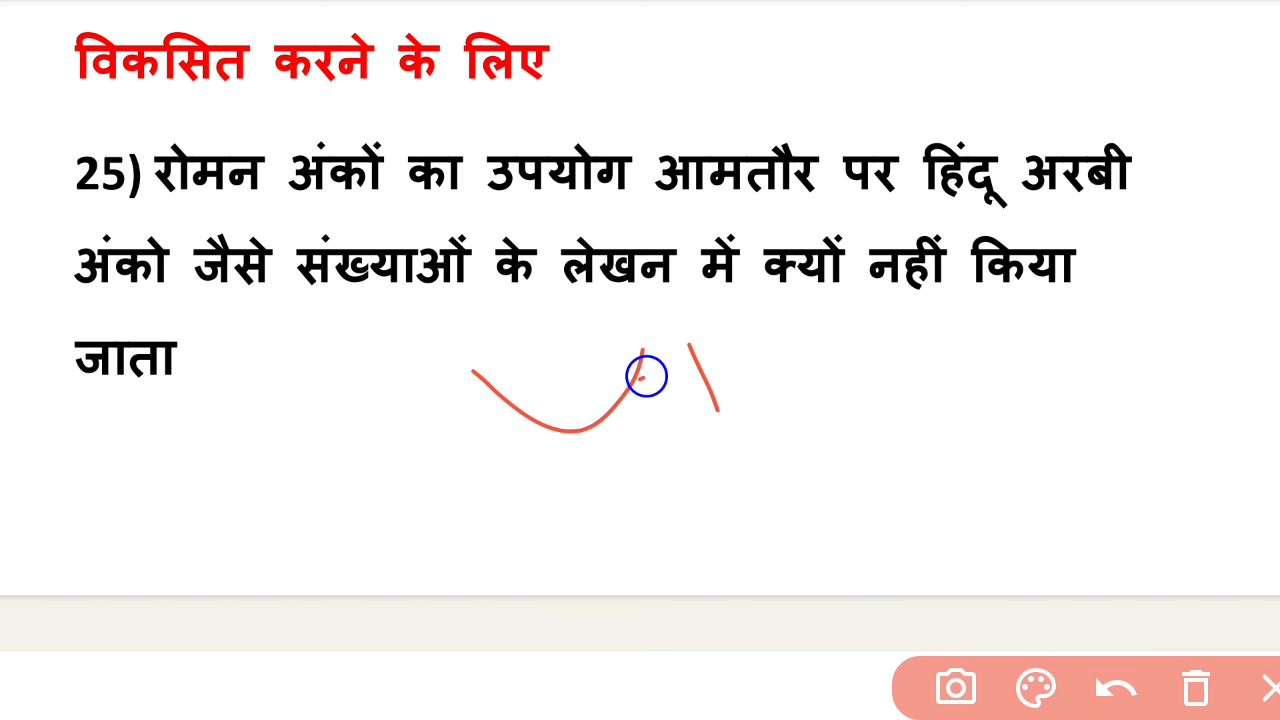 विकसित करने के लिए
25) रोमन अंकों का उपयोग आमतौर पर हिंदू अरबी
अंको जैसे संख्याओं के लेखन में क्यों नहीं किया
जाता